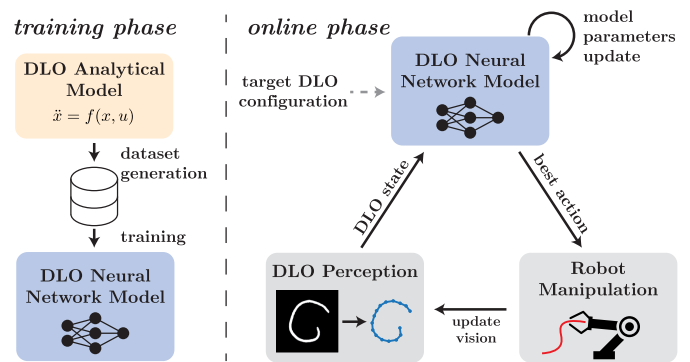 training phase
DLO Analytical
Model
ẍ = f(x, u)
dataset
generation
training
DLO Neural
Network Model
online phase
DLO Neural
Network Model
model
parameters
update
target DLO
configuration
DLO state
best action
DLO Perception
update
vision
Robot
Manipulation